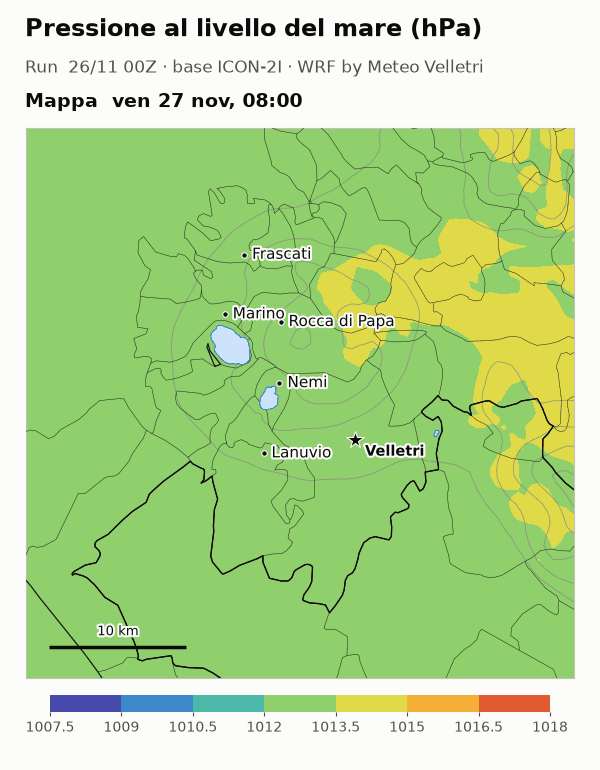 Pressione al livello del mare (hPa)
Run  26/11 00Z · base ICON-2I · WRF by Meteo Velletri
Mappa  ven 27 nov, 08:00
Frascati
Marino
Rocca di Papa
Nemi
Velletri
Lanuvio
10 km
1007.5 1009 1010.5 1012 1013.5 1015 1016.5 1018